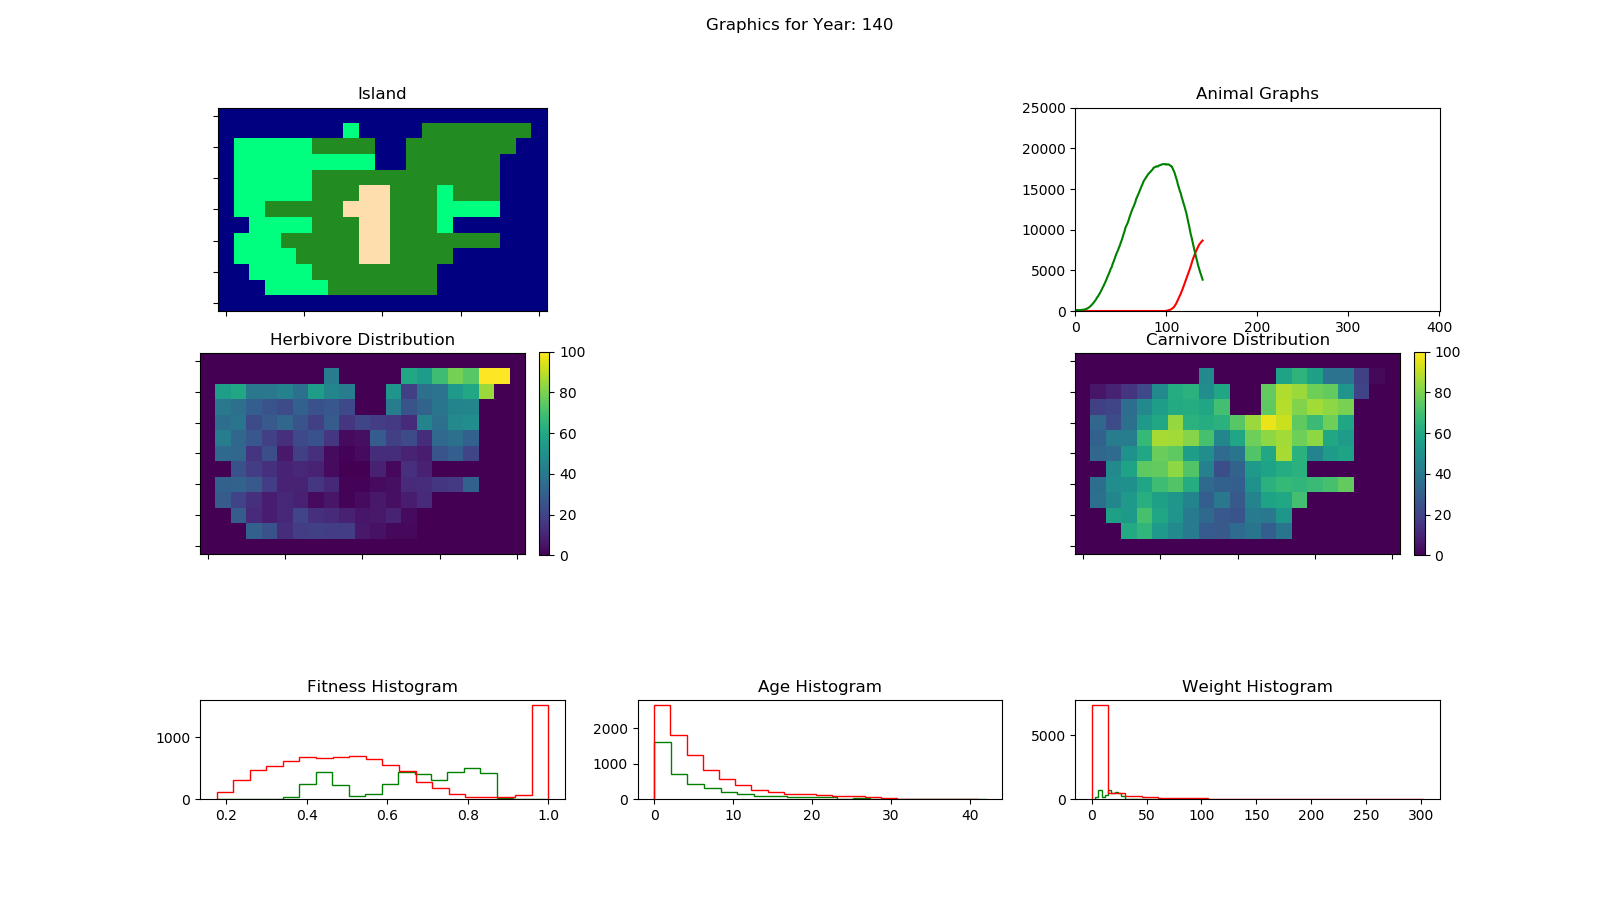 Graphics for Year: 140
Island
Animal Graphs
25000
20000
15000
10000
5000
0
0 100 200 300 400
Herbivore Distribution
100
80
60
40
20
0
Carnivore Distribution
100
80
60
40
20
0
Fitness Histogram
1000
0
0.2 0.4 0.6 0.8 1.0
Age Histogram
2000
1000
0
0 10 20 30 40
Weight Histogram
5000
0
0 50 100 150 200 250 300